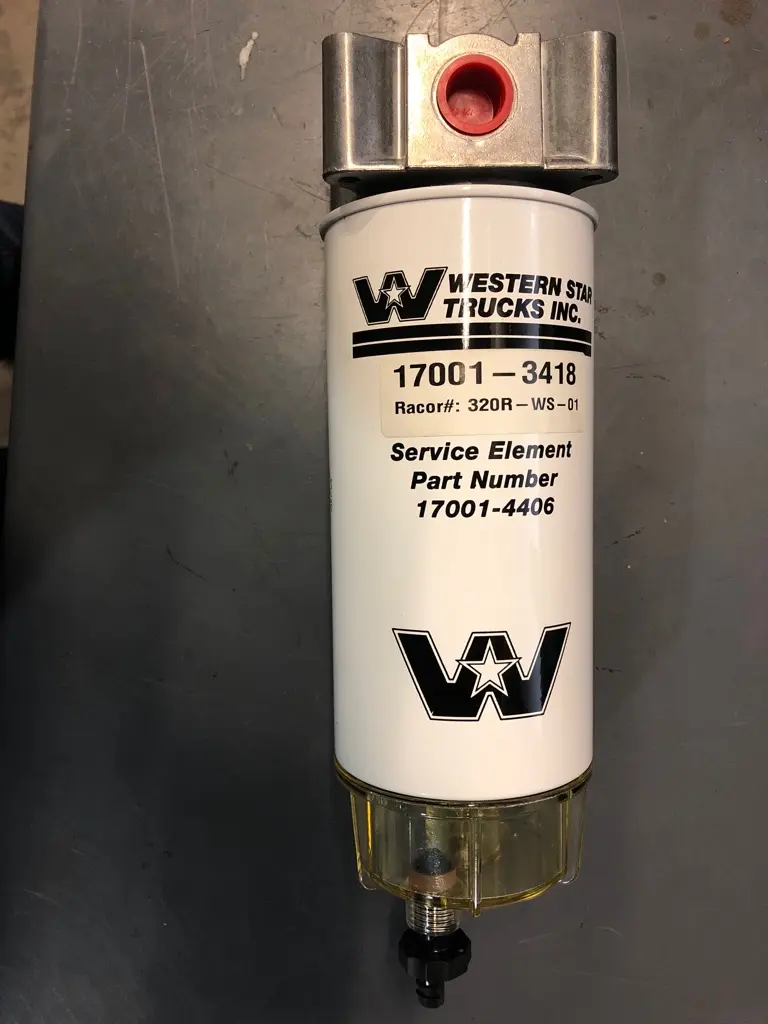 W WESTERN STAR
TRUCKS INC.
17001-3418
Racor#: 320R-WS-01
Service Element
Part Number
17001-4406
W